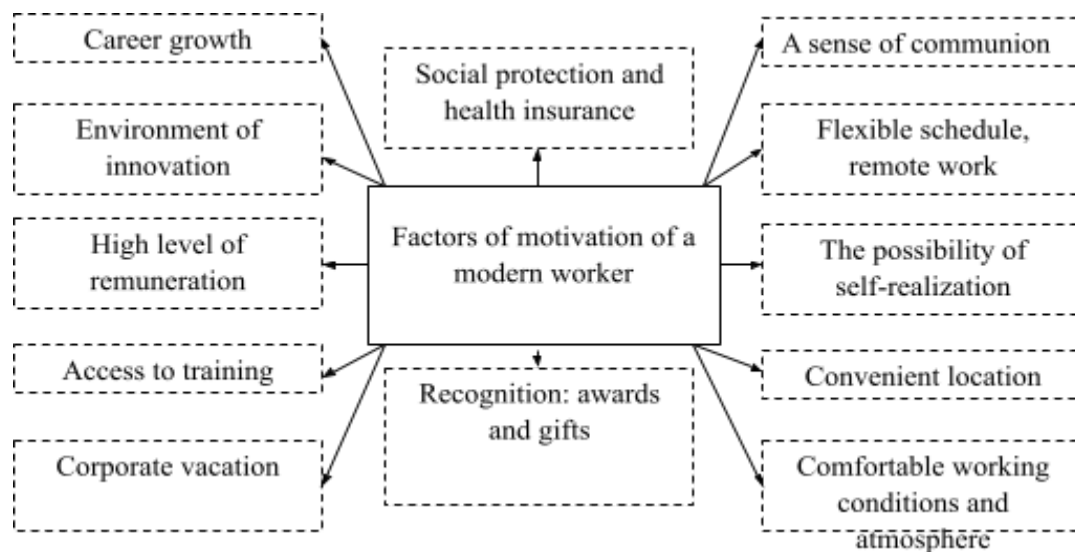 Career growth
Social protection and
health insurance
A sense of communion
Environment of
innovation
Flexible schedule,
remote work
High level of
remuneration
Factors of motivation of a
modern worker
The possibility of
self-realization
Access to training
Recognition: awards
and gifts
Convenient location
Corporate vacation
Comfortable working
conditions and
atmosphere